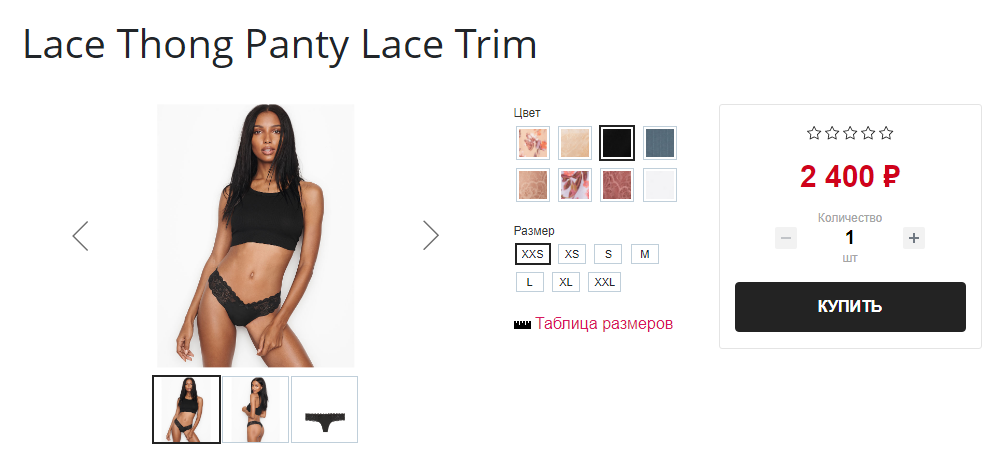 Lace Thong Panty Lace Trim
Цвет
Размер
XXS XS S M
L XL XXL
Таблица размеров
2 400 ₽
Количество
− 1 +
шт
КУПИТЬ